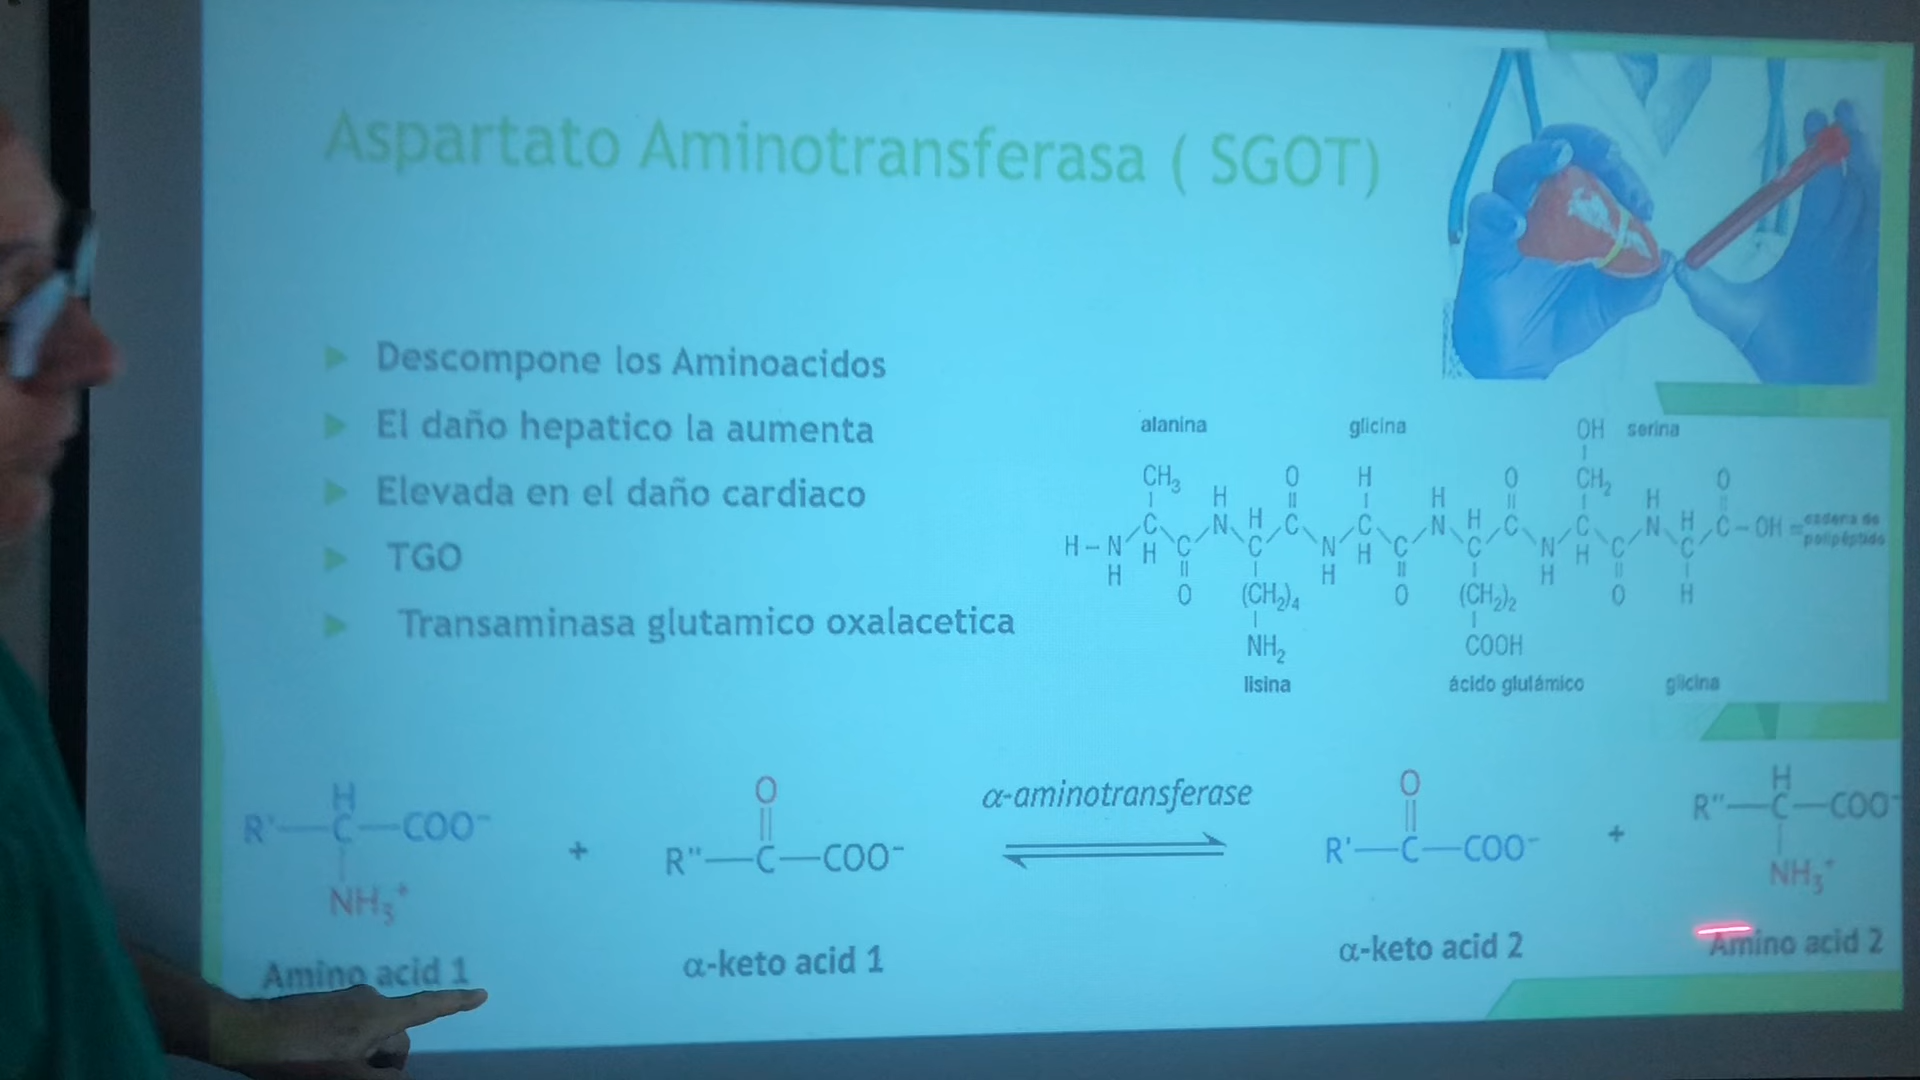 Aspartato Aminotransferasa ( SGOT)
Descompone los Aminoacidos
El daño hepatico la aumenta
Elevada en el daño cardiaco
TGO
Transaminasa glutamico oxalacetica
alanina glicina OH serina
CH₃ O H O CH₂ O
H H H
N H C C N H C C N H C – OH = cadena de polipéptido
H – N H C C N H C C N H C C
H O (CH₂)₄ H O (CH₂)₂ H O H
NH₂ COOH
lisina ácido glutámico glicina
H O α-aminotransferase O H
R'—C—COO⁻ + R"—C—COO⁻ R'—C—COO⁻ + R"—C—COO⁻
NH₃⁺ NH₃⁺
Amino acid 1 α-keto acid 1 α-keto acid 2 Amino acid 2